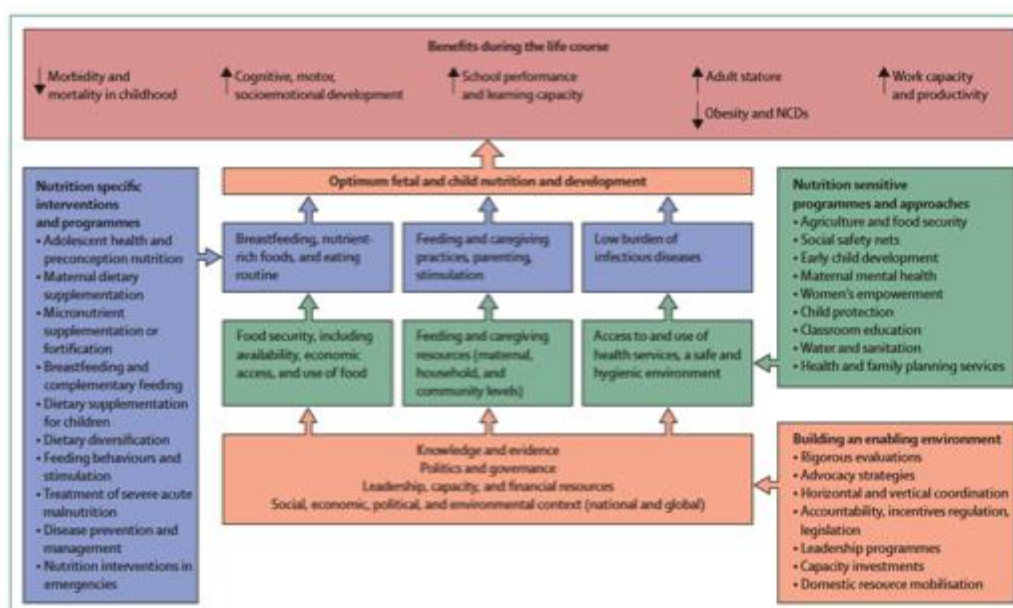 Benefits during the life course
Morbidity and
mortality in childhood
Cognitive, motor,
socioemotional development
School performance
and learning capacity
Adult stature
Obesity and NCDs
Work capacity
and productivity
Nutrition specific
interventions
and programmes
• Adolescent health and
preconception nutrition
• Maternal dietary
supplementation
• Micronutrient
supplementation or
fortification
• Breastfeeding and
complementary feeding
• Dietary supplementation
for children
• Dietary diversification
• Feeding behaviours and
stimulation
• Treatment of severe acute
malnutrition
• Disease prevention and
management
• Nutrition interventions in
emergencies
Optimum fetal and child nutrition and development
Breastfeeding, nutrient-
rich foods, and eating
routine
Feeding and caregiving
practices, parenting,
stimulation
Low burden of
infectious diseases
Food security, including
availability, economic
access, and use of food
Feeding and caregiving
resources (maternal,
household, and
community levels)
Access to and use of
health services, a safe and
hygienic environment
Knowledge and evidence
Politics and governance
Leadership, capacity, and financial resources
Social, economic, political, and environmental context (national and global)
Nutrition sensitive
programmes and approaches
• Agriculture and food security
• Social safety nets
• Early child development
• Maternal mental health
• Women's empowerment
• Child protection
• Classroom education
• Water and sanitation
• Health and family planning services
Building an enabling environment
• Rigorous evaluations
• Advocacy strategies
• Horizontal and vertical coordination
• Accountability, incentives regulation,
legislation
• Leadership programmes
• Capacity investments
• Domestic resource mobilisation